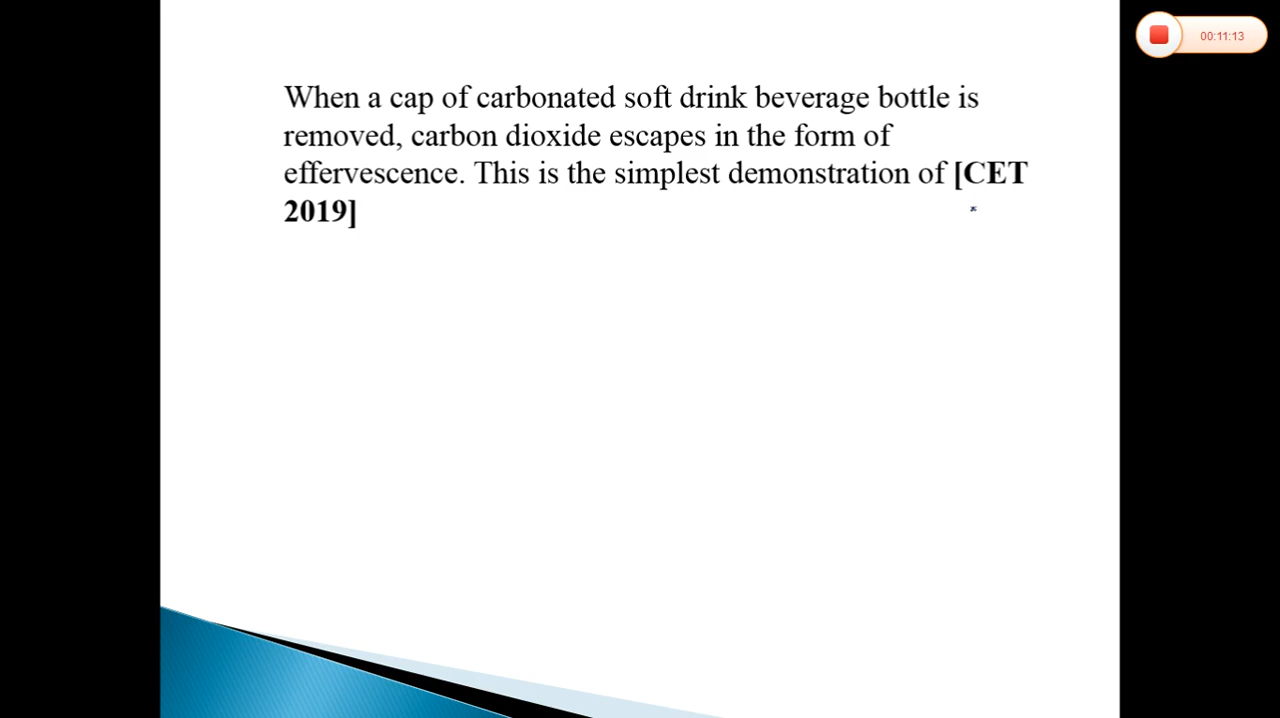 00:11:13
When a cap of carbonated soft drink beverage bottle is
removed, carbon dioxide escapes in the form of
effervescence. This is the simplest demonstration of [CET
2019]